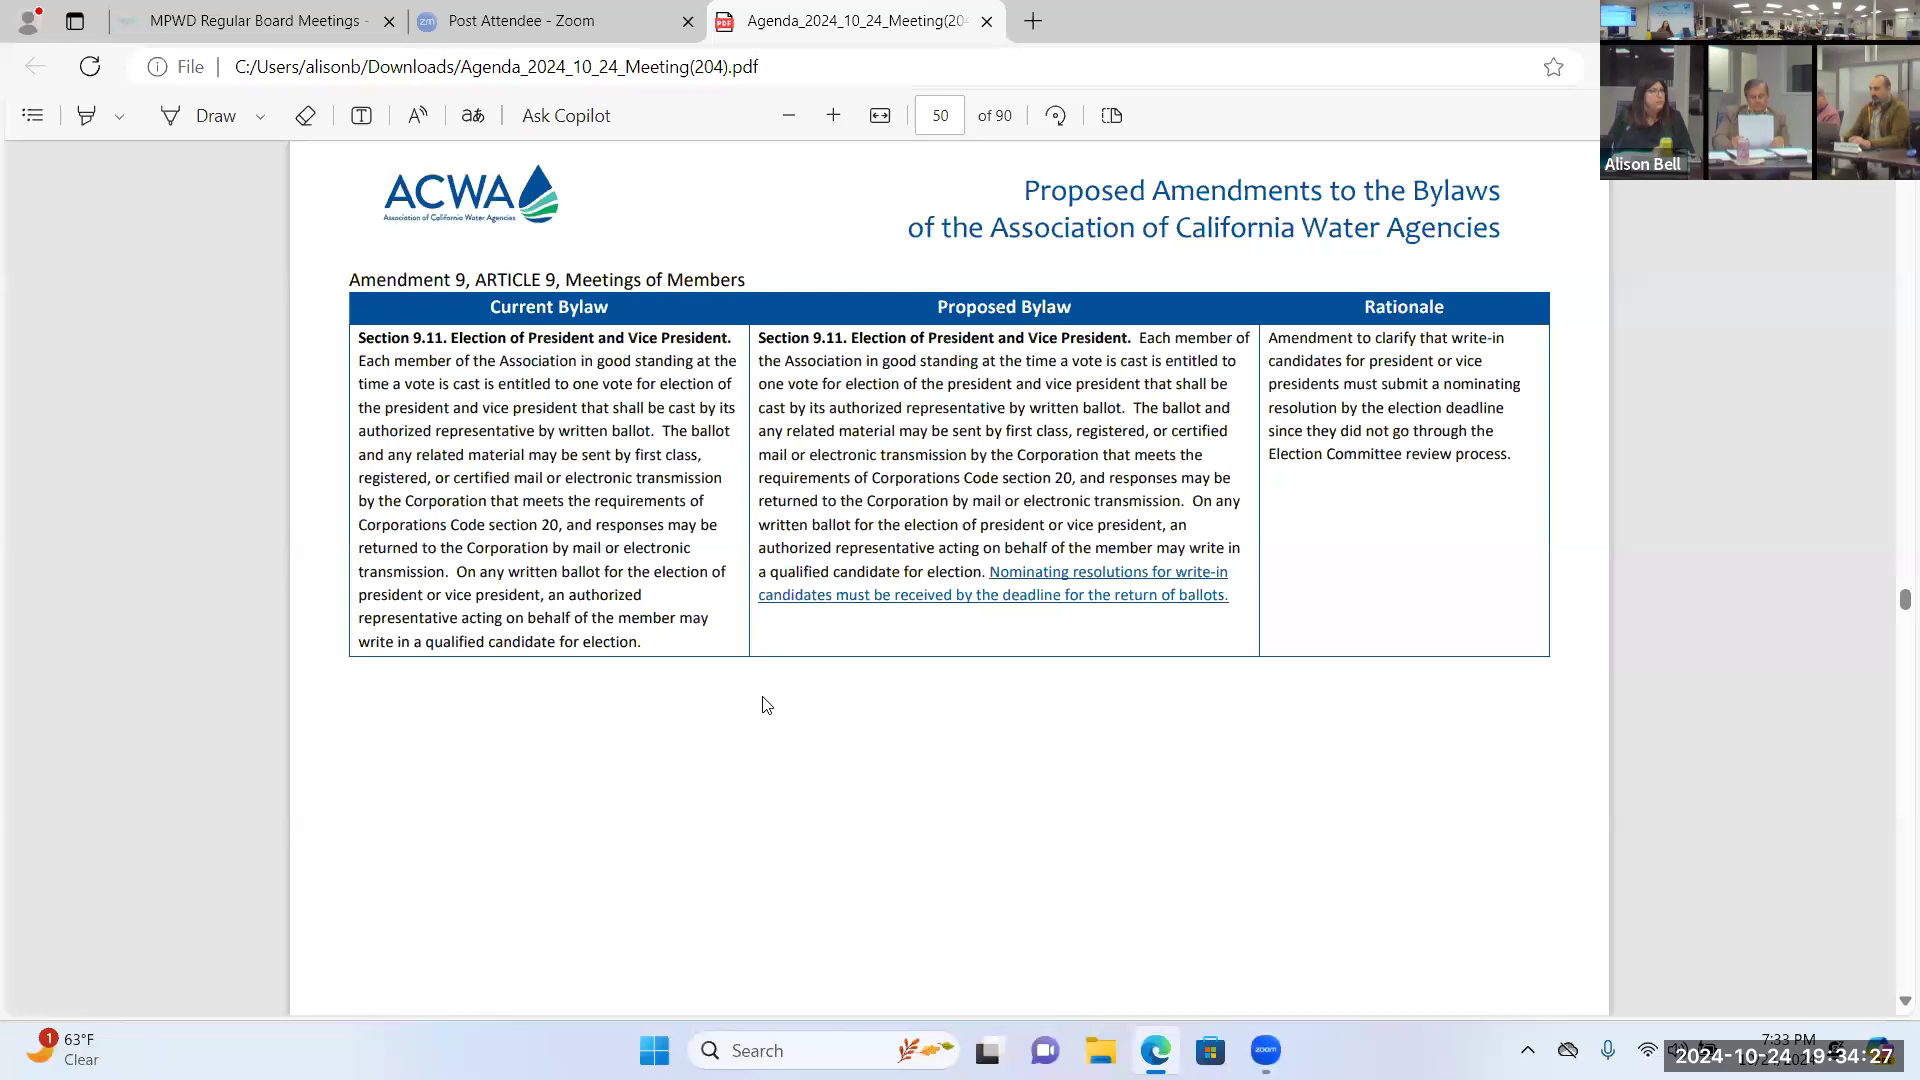 MPWD Regular Board Meetings -
Post Attendee - Zoom
Agenda_2024_10_24_Meeting(20
File
C:/Users/alisonb/Downloads/Agenda_2024_10_24_Meeting(204).pdf
Draw
Ask Copilot
50
of 90
Alison Bell
ACWA
Association of California Water Agencies
Proposed Amendments to the Bylaws
of the Association of California Water Agencies
Amendment 9, ARTICLE 9, Meetings of Members
Current Bylaw
Section 9.11. Election of President and Vice President.
Each member of the Association in good standing at the
time a vote is cast is entitled to one vote for election of
the president and vice president that shall be cast by its
authorized representative by written ballot. The ballot
and any related material may be sent by first class,
registered, or certified mail or electronic transmission
by the Corporation that meets the requirements of
Corporations Code section 20, and responses may be
returned to the Corporation by mail or electronic
transmission. On any written ballot for the election of
president or vice president, an authorized
representative acting on behalf of the member may
write in a qualified candidate for election.
Proposed Bylaw
Section 9.11. Election of President and Vice President. Each member of
the Association in good standing at the time a vote is cast is entitled to
one vote for election of the president and vice president that shall be
cast by its authorized representative by written ballot. The ballot and
any related material may be sent by first class, registered, or certified
mail or electronic transmission by the Corporation that meets the
requirements of Corporations Code section 20, and responses may be
returned to the Corporation by mail or electronic transmission. On any
written ballot for the election of president or vice president, an
authorized representative acting on behalf of the member may write in
a qualified candidate for election. Nominating resolutions for write-in
candidates must be received by the deadline for the return of ballots.
Rationale
Amendment to clarify that write-in
candidates for president or vice
presidents must submit a nominating
resolution by the election deadline
since they did not go through the
Election Committee review process.
1
63°F
Clear
Search
zoom
7:33 PM
2024-10-24 19:34:27